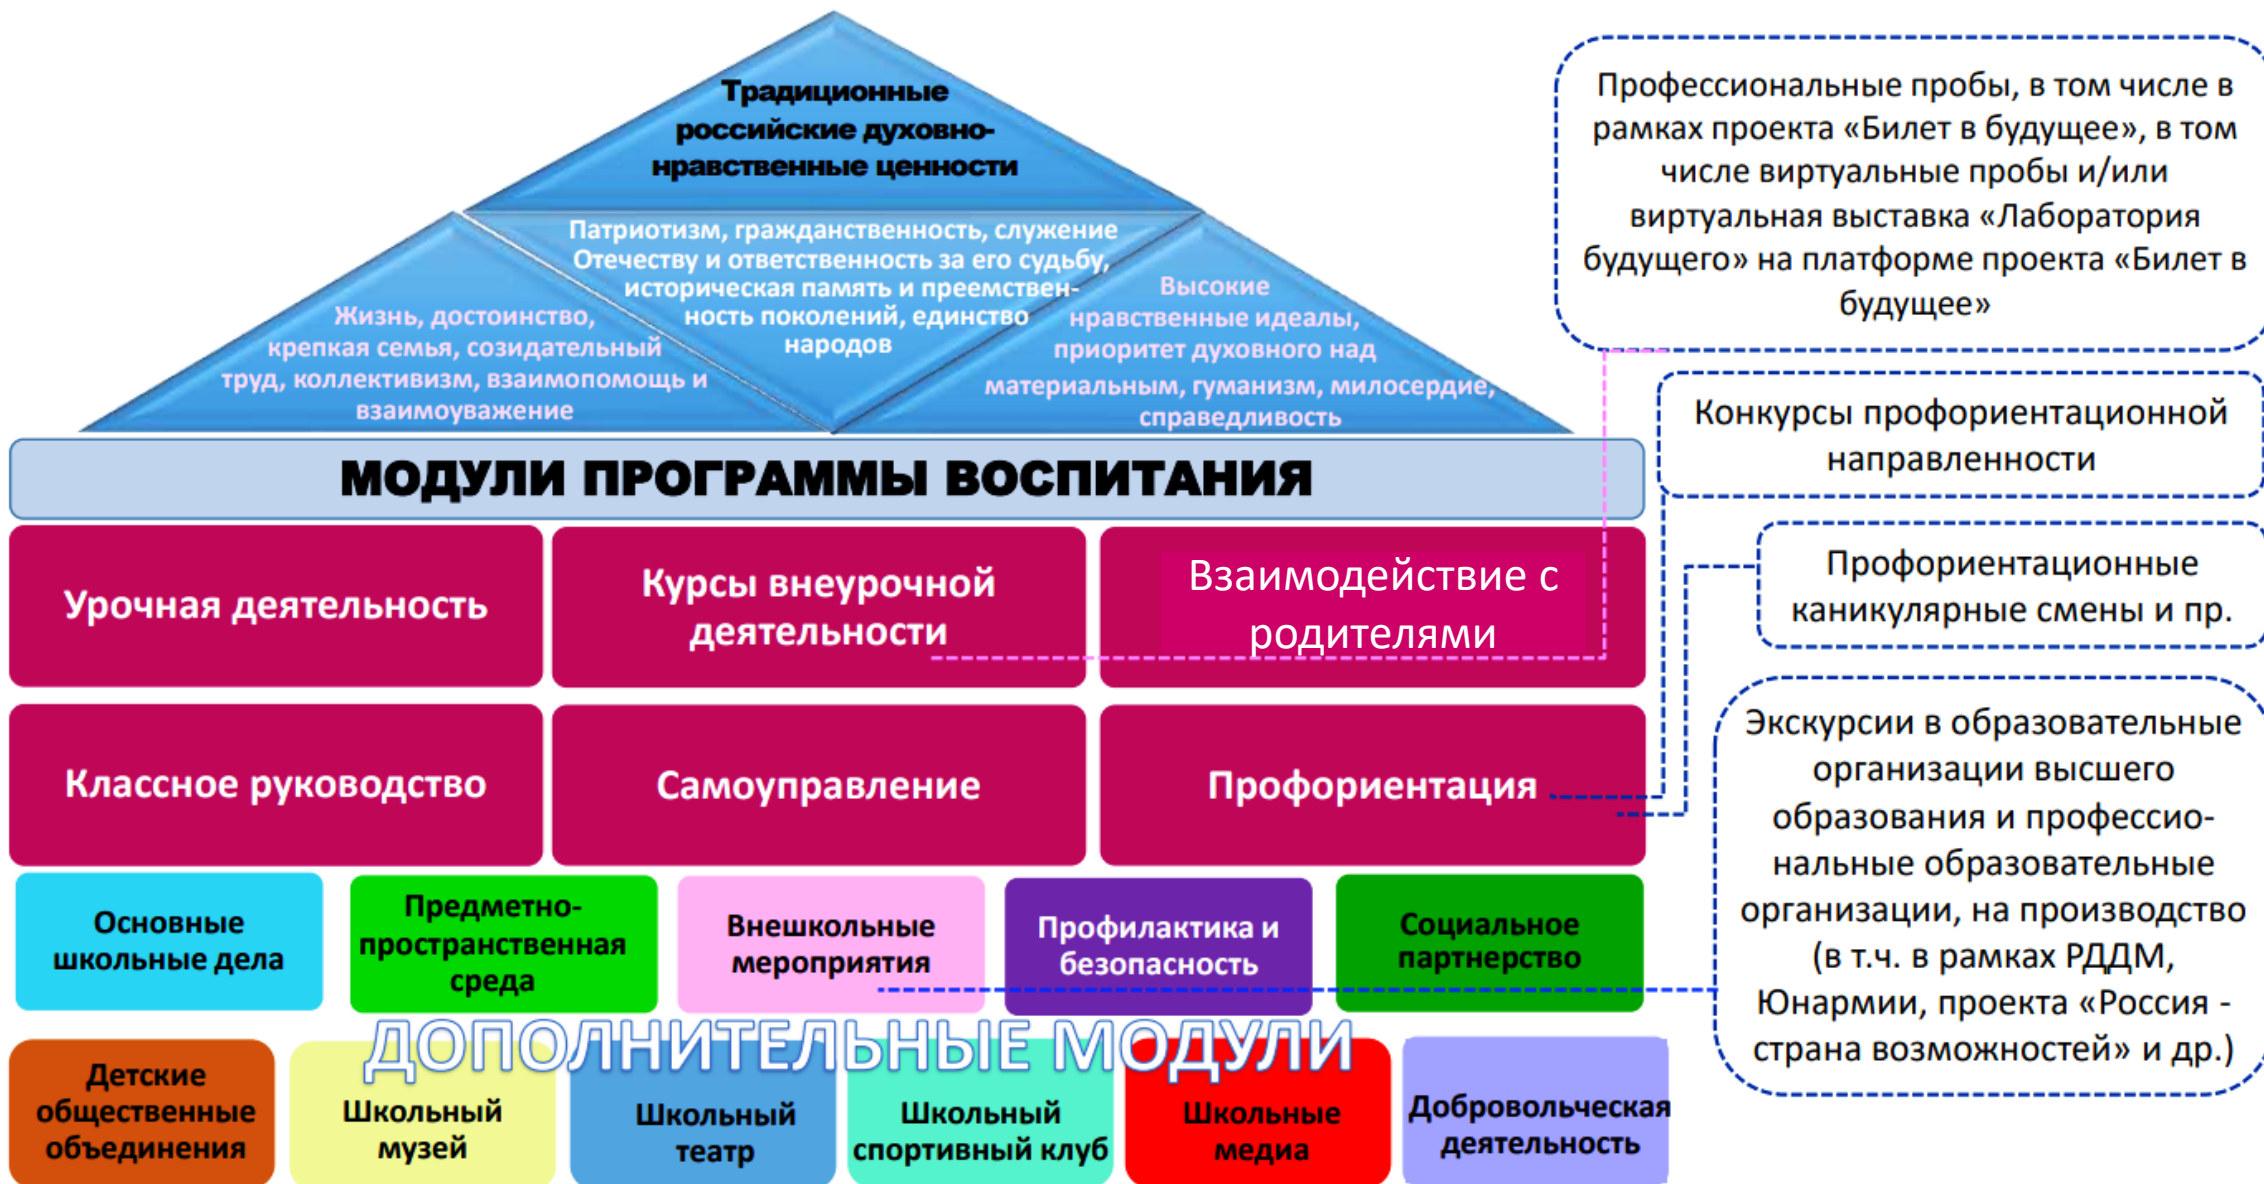 Традиционные
российские духовно-
нравственные ценности
Патриотизм, гражданственность, служение
Отечеству и ответственность за его судьбу,
историческая память и преемствен-
ность поколений, единство
народов
Жизнь, достоинство,
крепкая семья, созидательный
труд, коллективизм, взаимопомощь и
взаимоуважение
Высокие
нравственные идеалы,
приоритет духовного над
материальным, гуманизм, милосердие,
справедливость
МОДУЛИ ПРОГРАММЫ ВОСПИТАНИЯ
Урочная деятельность
Курсы внеурочной
деятельности
Взаимодействие с
родителями
Классное руководство
Самоуправление
Профориентация
Основные
школьные дела
Предметно-
пространственная
среда
Внешкольные
мероприятия
Профилактика и
безопасность
Социальное
партнерство
ДОПОЛНИТЕЛЬНЫЕ МОДУЛИ
Детские
общественные
объединения
Школьный
музей
Школьный
театр
Школьный
спортивный клуб
Школьные
медиа
Добровольческая
деятельность
Профессиональные пробы, в том числе в
рамках проекта «Билет в будущее», в том
числе виртуальные пробы и/или
виртуальная выставка «Лаборатория
будущего» на платформе проекта «Билет в
будущее»
Конкурсы профориентационной
направленности
Профориентационные
каникулярные смены и пр.
Экскурсии в образовательные
организации высшего
образования и профессио-
нальные образовательные
организации, на производство
(в т.ч. в рамках РДДМ,
Юнармии, проекта «Россия -
страна возможностей» и др.)